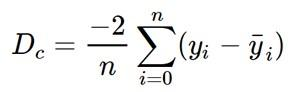 D_c = \frac{-2}{n} \sum_{i=0}^{n} (y_i - \bar{y}_i)